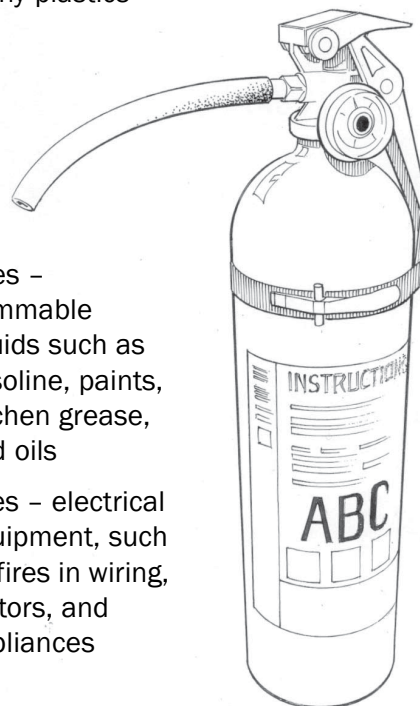 plastics
es –
mmable
uids such as
soline, paints,
chen grease,
d oils
es – electrical
uipment, such
fires in wiring,
tors, and
pliances
INSTRUCTIONS
ABC